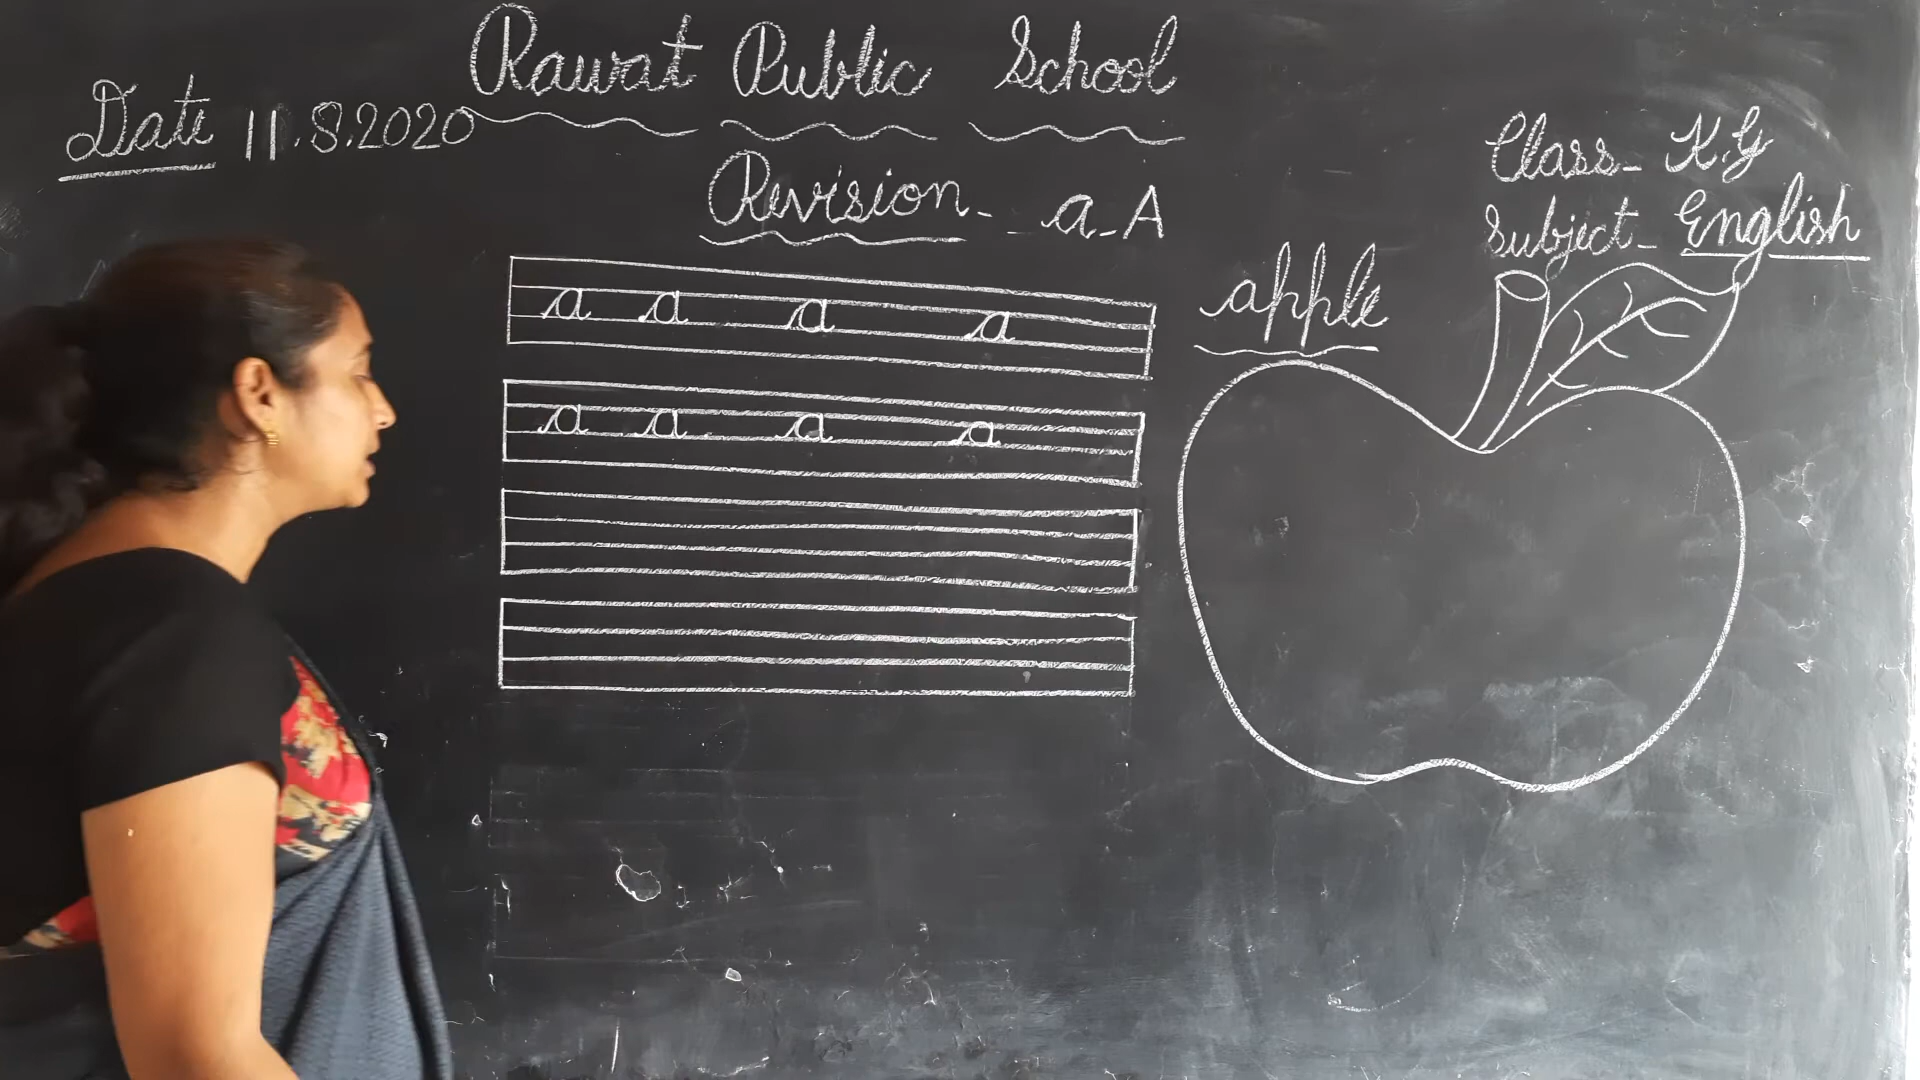 Rawat Public School
Date 11.8.2020
Class- K.G
Revision- a-A
Subject- English
apple
a a a a
a a a a